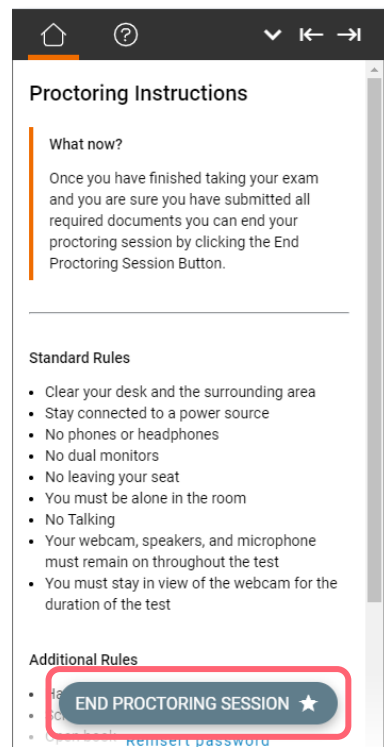 Proctoring Instructions
What now?
Once you have finished taking your exam
and you are sure you have submitted all
required documents you can end your
proctoring session by clicking the End
Proctoring Session Button.
Standard Rules
• Clear your desk and the surrounding area
• Stay connected to a power source
• No phones or headphones
• No dual monitors
• No leaving your seat
• You must be alone in the room
• No Talking
• Your webcam, speakers, and microphone
must remain on throughout the test
• You must stay in view of the webcam for the
duration of the test
Additional Rules
END PROCTORING SESSION
Reinsert password